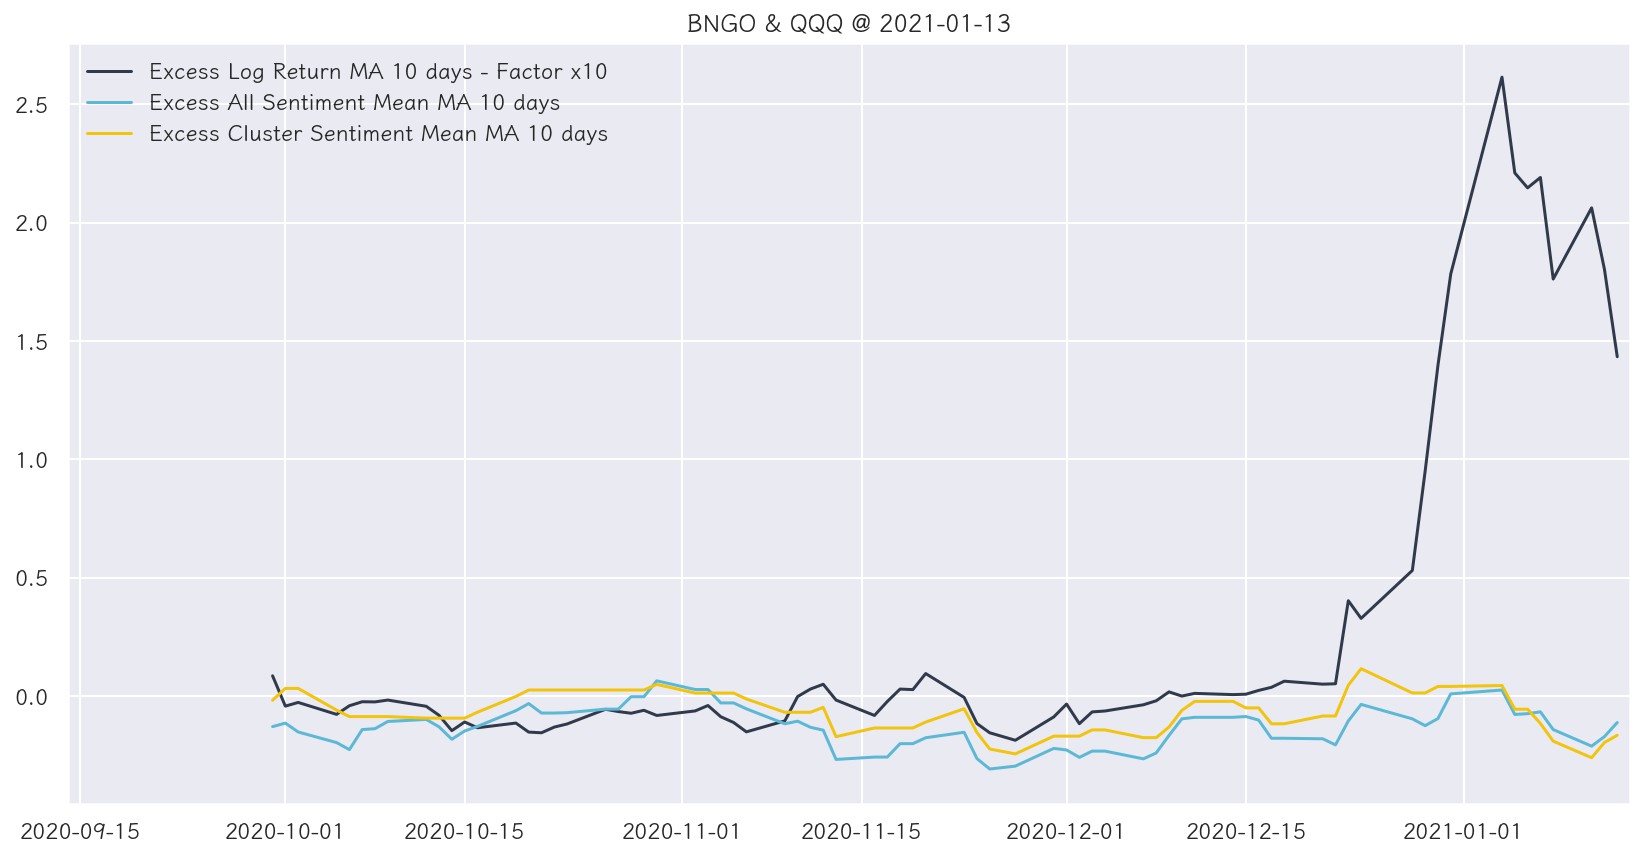 BNGO & QQQ @ 2021-01-13
Excess Log Return MA 10 days - Factor x10
Excess All Sentiment Mean MA 10 days
Excess Cluster Sentiment Mean MA 10 days
2.5
2.0
1.5
1.0
0.5
0.0
2020-09-15 2020-10-01 2020-10-15 2020-11-01 2020-11-15 2020-12-01 2020-12-15 2021-01-01